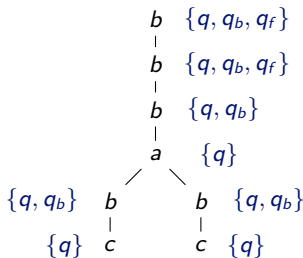 b {q, q_b, q_f}
b {q, q_b, q_f}
b {q, q_b}
a {q}
{q, q_b} b b {q, q_b}
{q} c c {q}